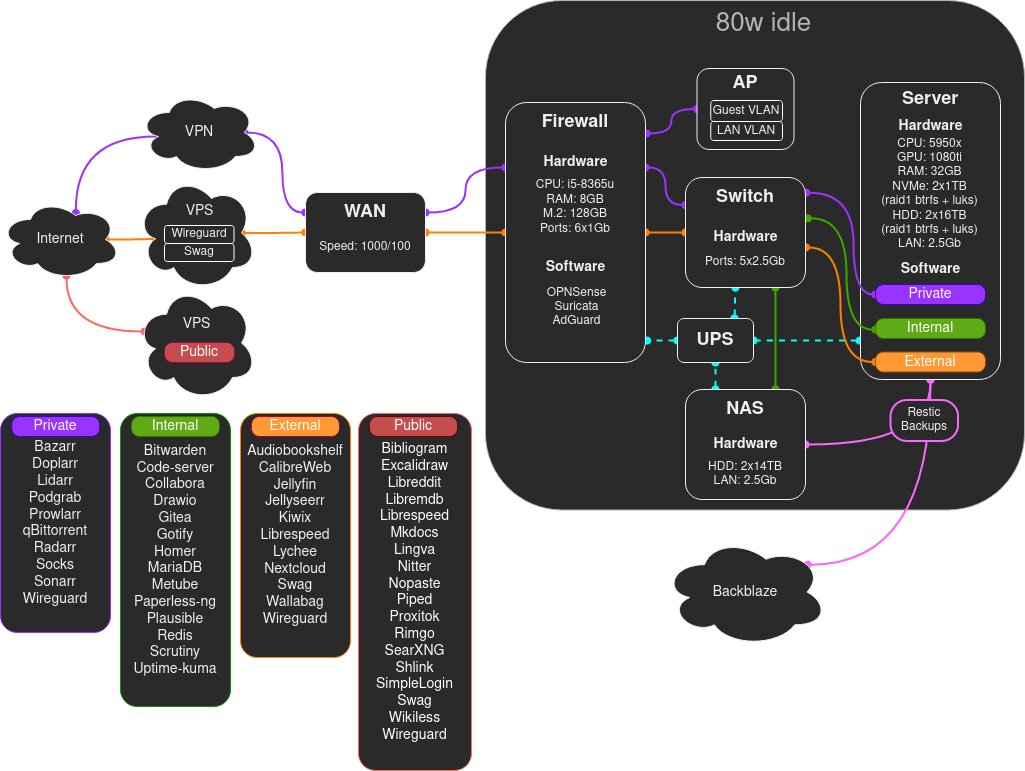 80w idle
VPN
Internet
VPS
Wireguard
Swag
VPS
Public
WAN
Speed: 1000/100
Firewall
Hardware
CPU: i5-8365u
RAM: 8GB
M.2: 128GB
Ports: 6x1Gb
Software
OPNSense
Suricata
AdGuard
AP
Guest VLAN
LAN VLAN
Switch
Hardware
Ports: 5x2.5Gb
UPS
NAS
Hardware
HDD: 2x14TB
LAN: 2.5Gb
Server
Hardware
CPU: 5950x
GPU: 1080ti
RAM: 32GB
NVMe: 2x1TB
(raid1 btrfs + luks)
HDD: 2x16TB
(raid1 btrfs + luks)
LAN: 2.5Gb
Software
Private
Internal
External
Restic
Backups
Backblaze
Private
Bazarr
Doplarr
Lidarr
Podgrab
Prowlarr
qBittorrent
Radarr
Socks
Sonarr
Wireguard
Internal
Bitwarden
Code-server
Collabora
Drawio
Gitea
Gotify
Homer
MariaDB
Metube
Paperless-ng
Plausible
Redis
Scrutiny
Uptime-kuma
External
Audiobookshelf
CalibreWeb
Jellyfin
Jellyseerr
Kiwix
Librespeed
Lychee
Nextcloud
Swag
Wallabag
Wireguard
Public
Bibliogram
Excalidraw
Libreddit
Libremdb
Librespeed
Mkdocs
Lingva
Nitter
Nopaste
Piped
Proxitok
Rimgo
SearXNG
Shlink
SimpleLogin
Swag
Wikiless
Wireguard